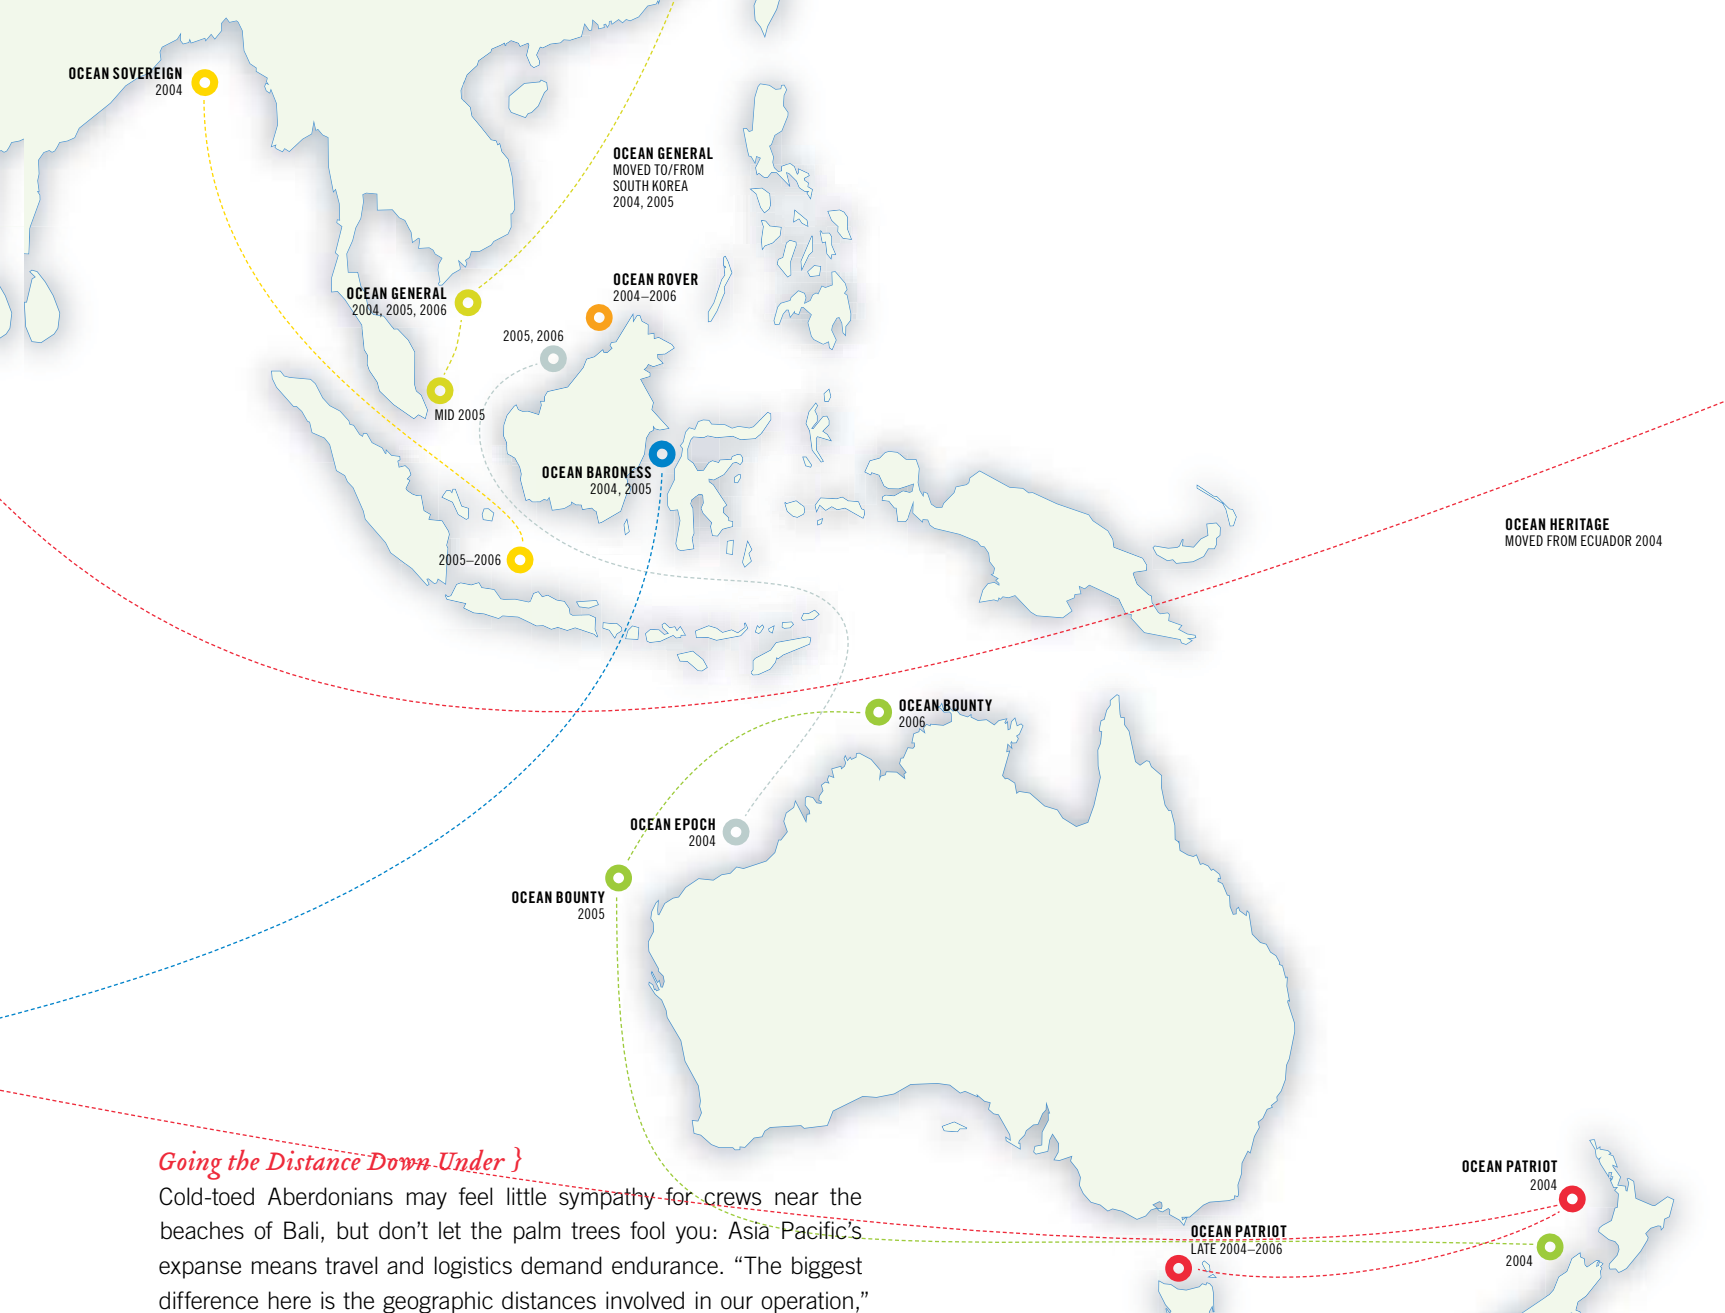 OCEAN SOVEREIGN
2004
OCEAN GENERAL
MOVED TO/FROM
SOUTH KOREA
2004, 2005
OCEAN ROVER
2004–2006
OCEAN GENERAL
2004, 2005, 2006
2005, 2006
MID 2005
OCEAN BARONESS
2004, 2005
OCEAN HERITAGE
MOVED FROM ECUADOR 2004
2005–2006
OCEAN BOUNTY
2006
OCEAN EPOCH
2004
OCEAN BOUNTY
2005
OCEAN PATRIOT
2004
OCEAN PATRIOT
LATE 2004–2006
2004
Going the Distance Down Under }
Cold-toed Aberdonians may feel little sympathy for crews near the
beaches of Bali, but don’t let the palm trees fool you: Asia Pacific’s
expanse means travel and logistics demand endurance. “The biggest
difference here is the geographic distances involved in our operation,”